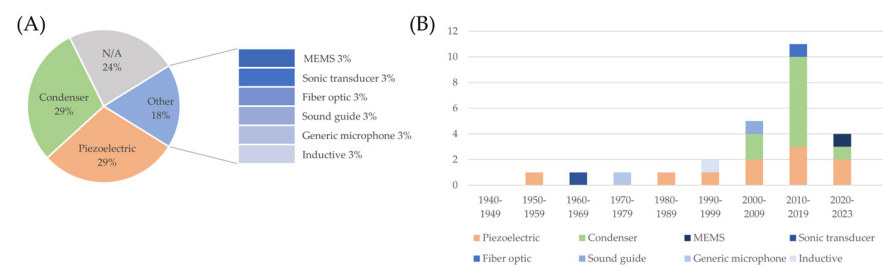 (A)
N/A
24%
Condenser
29%
Other
18%
Piezoelectric
29%
MEMS 3%
Sonic transducer 3%
Fiber optic 3%
Sound guide 3%
Generic microphone 3%
Inductive 3%
(B)
12
10
8
6
4
2
0
1940-
1949
1950-
1959
1960-
1969
1970-
1979
1980-
1989
1990-
1999
2000-
2009
2010-
2019
2020-
2023
Piezoelectric
Condenser
MEMS
Sonic transducer
Fiber optic
Sound guide
Generic microphone
Inductive